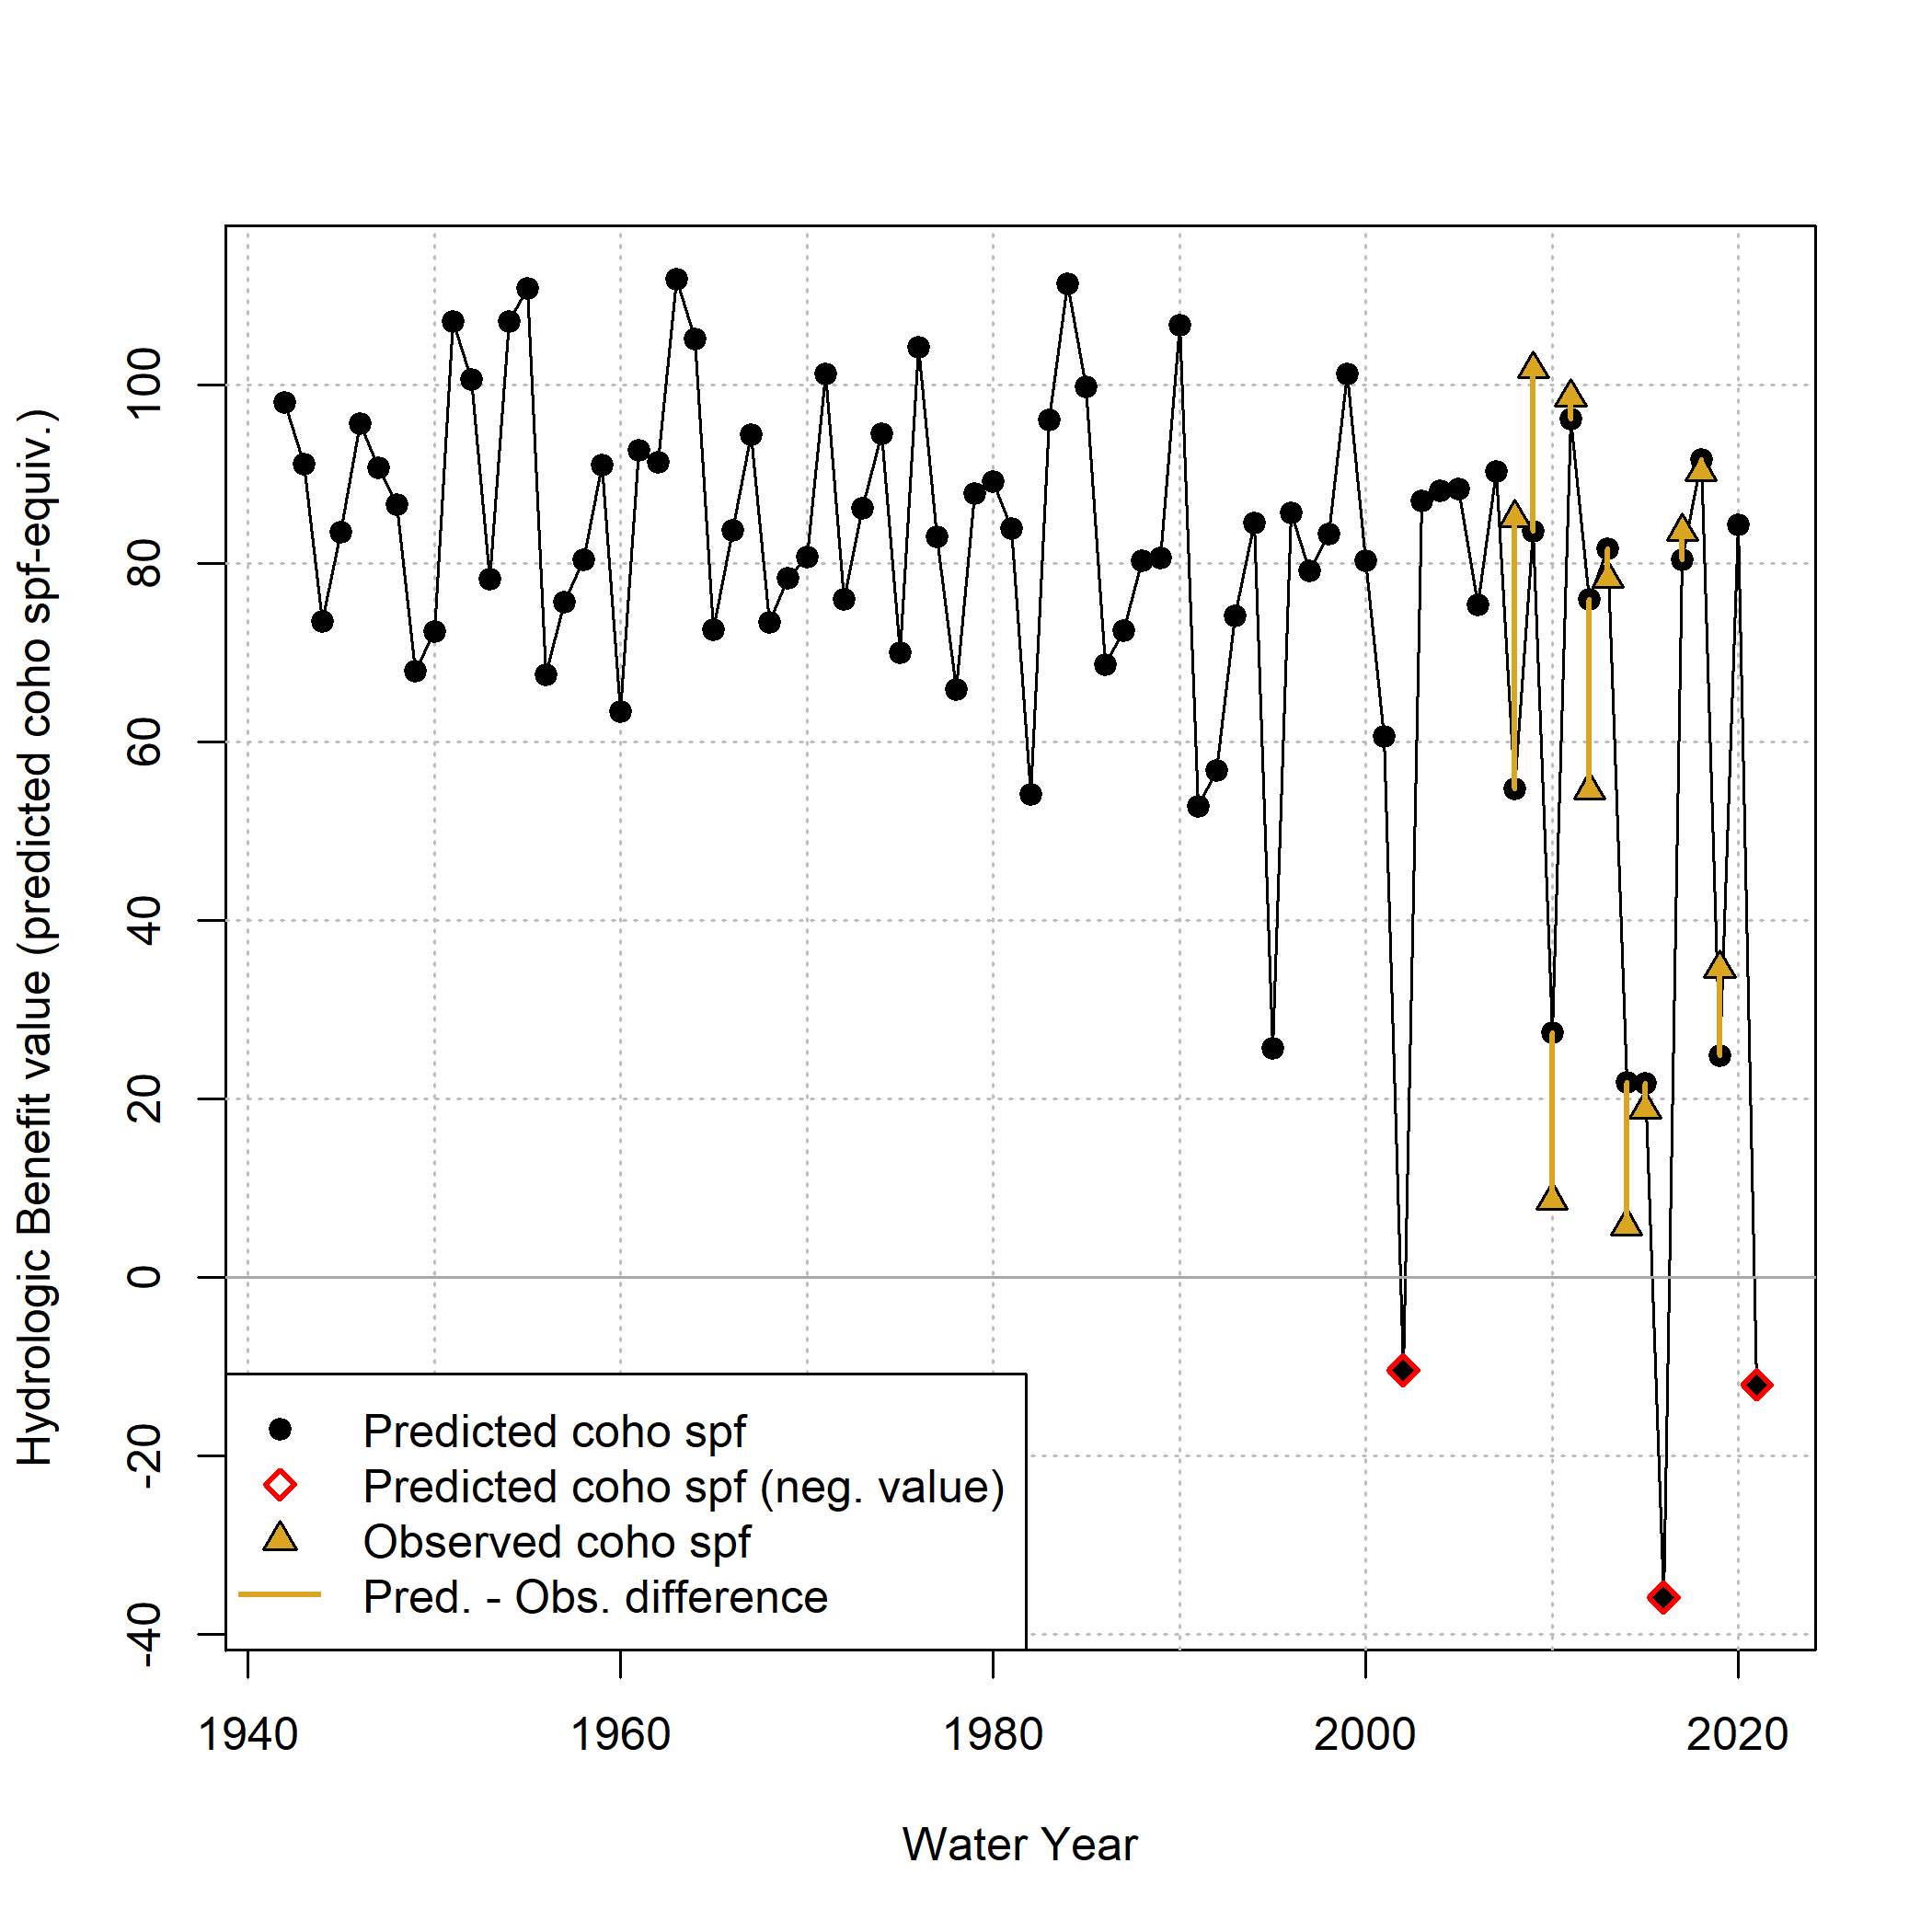 Hydrologic Benefit value (predicted coho spf-equiv.)
100
80
60
40
20
0
-20
-40
Predicted coho spf
Predicted coho spf (neg. value)
Observed coho spf
Pred. - Obs. difference
1940
1960
1980
2000
2020
Water Year